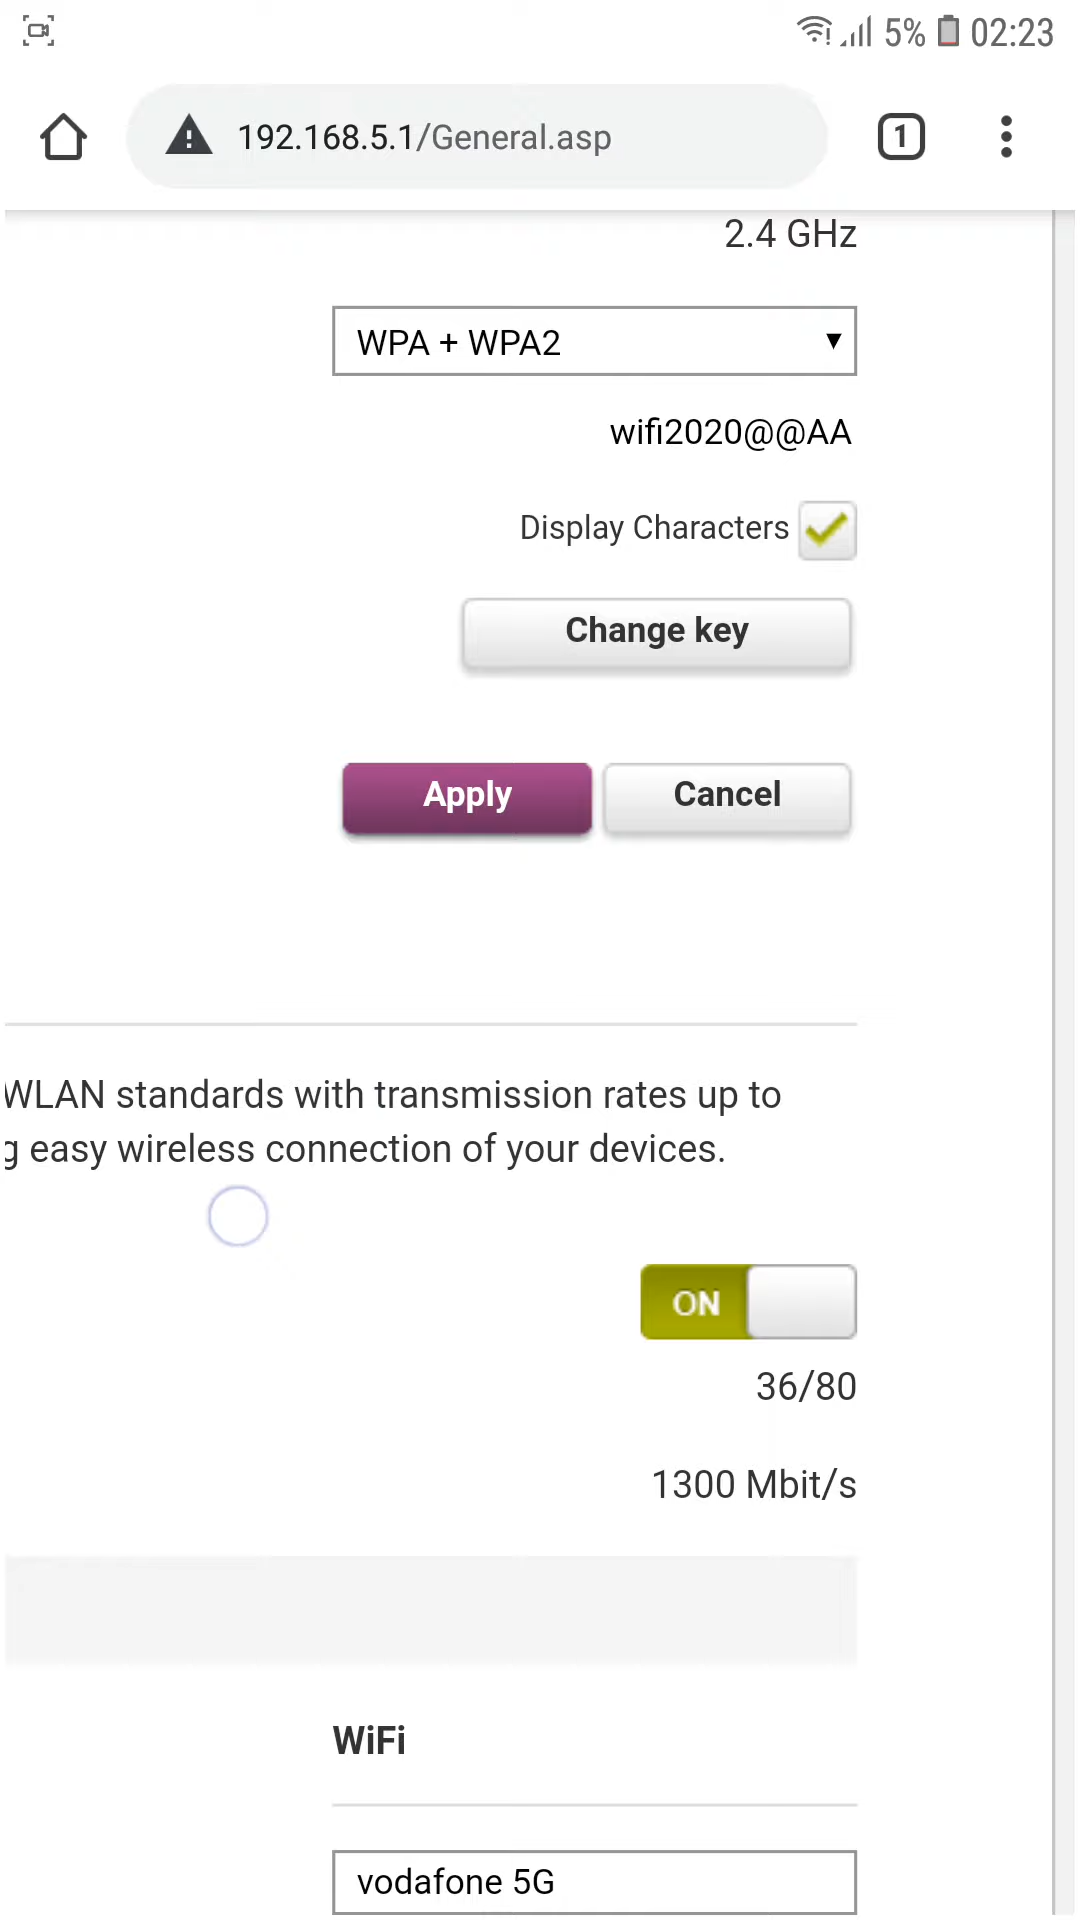 5% 02:23
192.168.5.1/General.asp
1
2.4 GHz
WPA + WPA2
wifi2020@@AA
Display Characters
Change key
Apply Cancel
WLAN standards with transmission rates up to
g easy wireless connection of your devices.
ON
36/80
1300 Mbit/s
WiFi
vodafone 5G